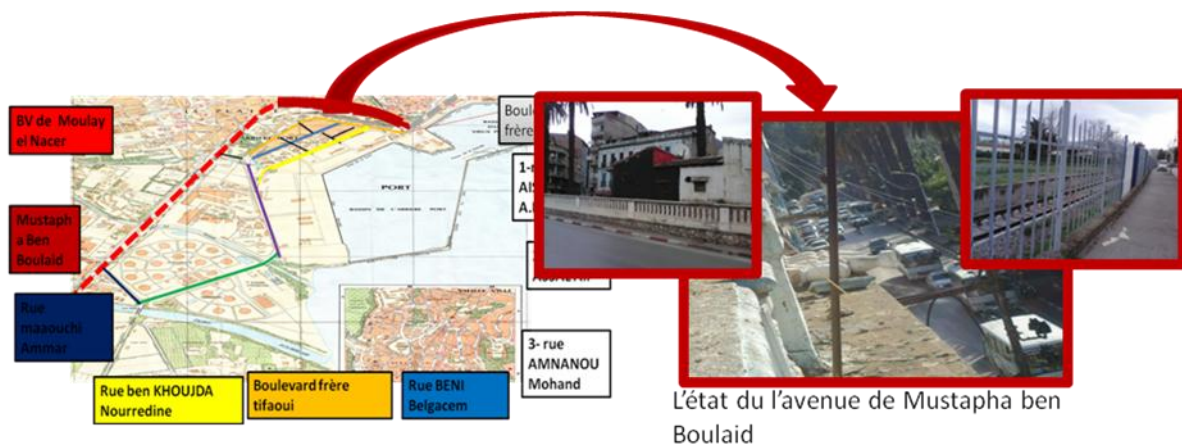 BV de Moulay
el Nacer
Mustaph
a Ben
Boulaid
Rue
maaouchi
Ammar
Rue ben KHOUJDA
Nourredine
Boulevard frère
tifaoui
Rue BENI
Belgacem
3- rue
AMNANOU
Mohand
frère
PORT
L'état du l'avenue de Mustapha ben
Boulaid